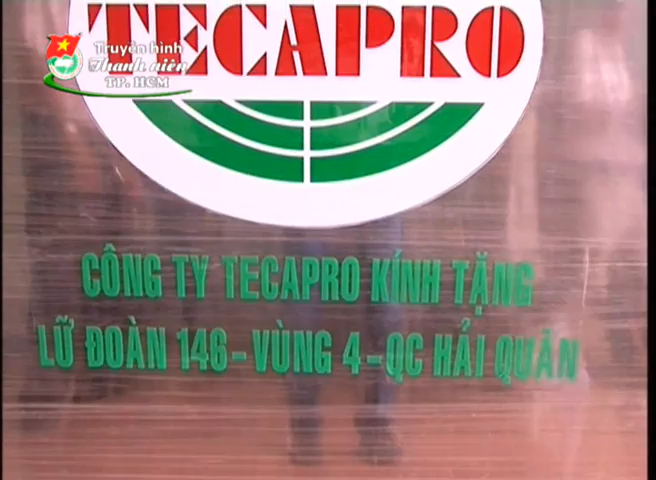 TECAPRO
Truyền hình
Thanh niên
TP. HCM
CÔNG TY TECAPRO KÍNH TẶNG
LỮ ĐOÀN 146-VÙNG 4-QC HẢI QUÂN